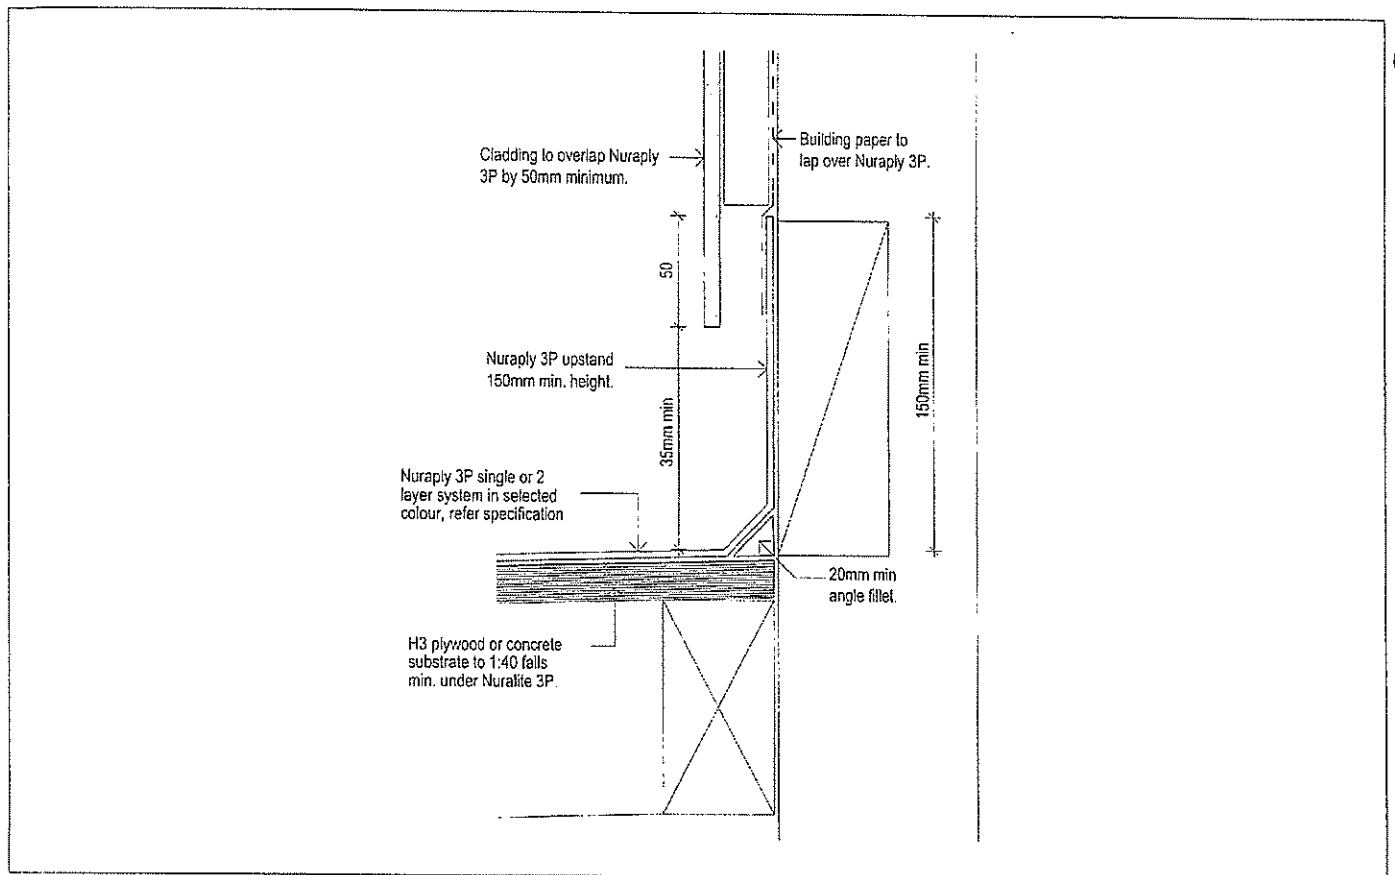 Cladding to overlap Nuraply
3P by 50mm minimum.
Building paper to
lap over Nuraply 3P.
50
Nuraply 3P upstand
150mm min. height.
35mm min
150mm min
Nuraply 3P single or 2
layer system in selected
colour, refer specification
20mm min
angle fillet.
H3 plywood or concrete
substrate to 1:40 falls
min. under Nuralite 3P.